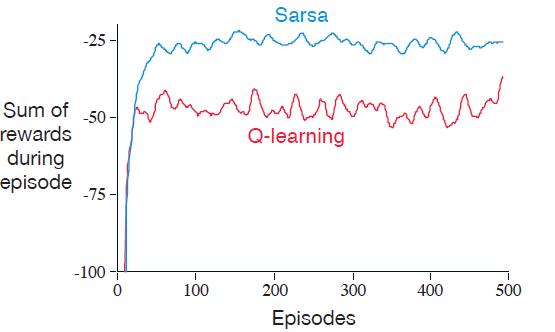 Sarsa
-25
Sum of
rewards
during
episode
-50
Q-learning
-75
-100
0
100
200
300
400
500
Episodes